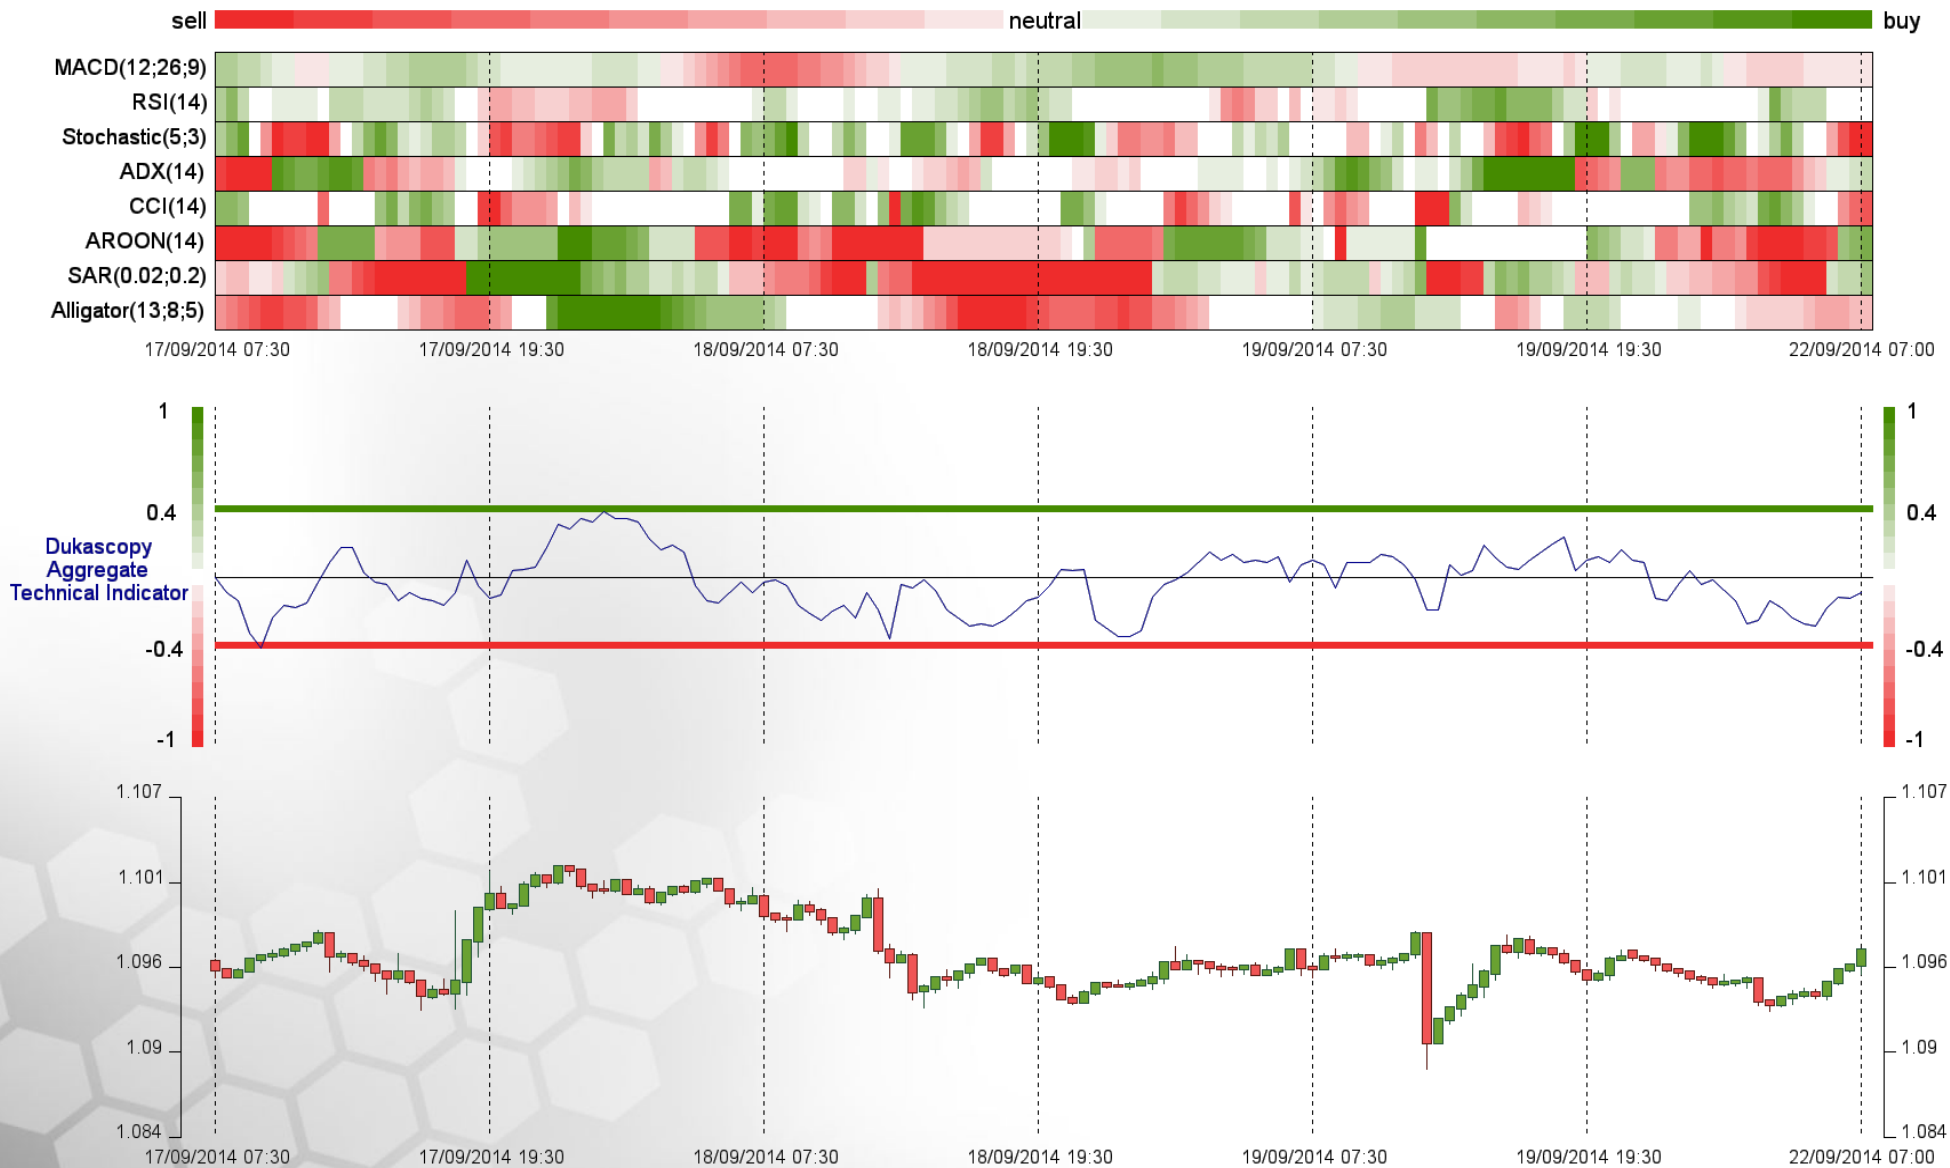 sell neutral buy
MACD(12;26;9)
RSI(14)
Stochastic(5;3)
ADX(14)
CCI(14)
AROON(14)
SAR(0.02;0.2)
Alligator(13;8;5)
17/09/2014 07:30 17/09/2014 19:30 18/09/2014 07:30 18/09/2014 19:30 19/09/2014 07:30 19/09/2014 19:30 22/09/2014 07:00
1 1
0.4 0.4
Dukascopy
Aggregate
Technical Indicator
-0.4 -0.4
-1 -1
1.107 1.107
1.101 1.101
1.096 1.096
1.09 1.09
1.084 1.084
17/09/2014 07:30 17/09/2014 19:30 18/09/2014 07:30 18/09/2014 19:30 19/09/2014 07:30 19/09/2014 19:30 22/09/2014 07:00